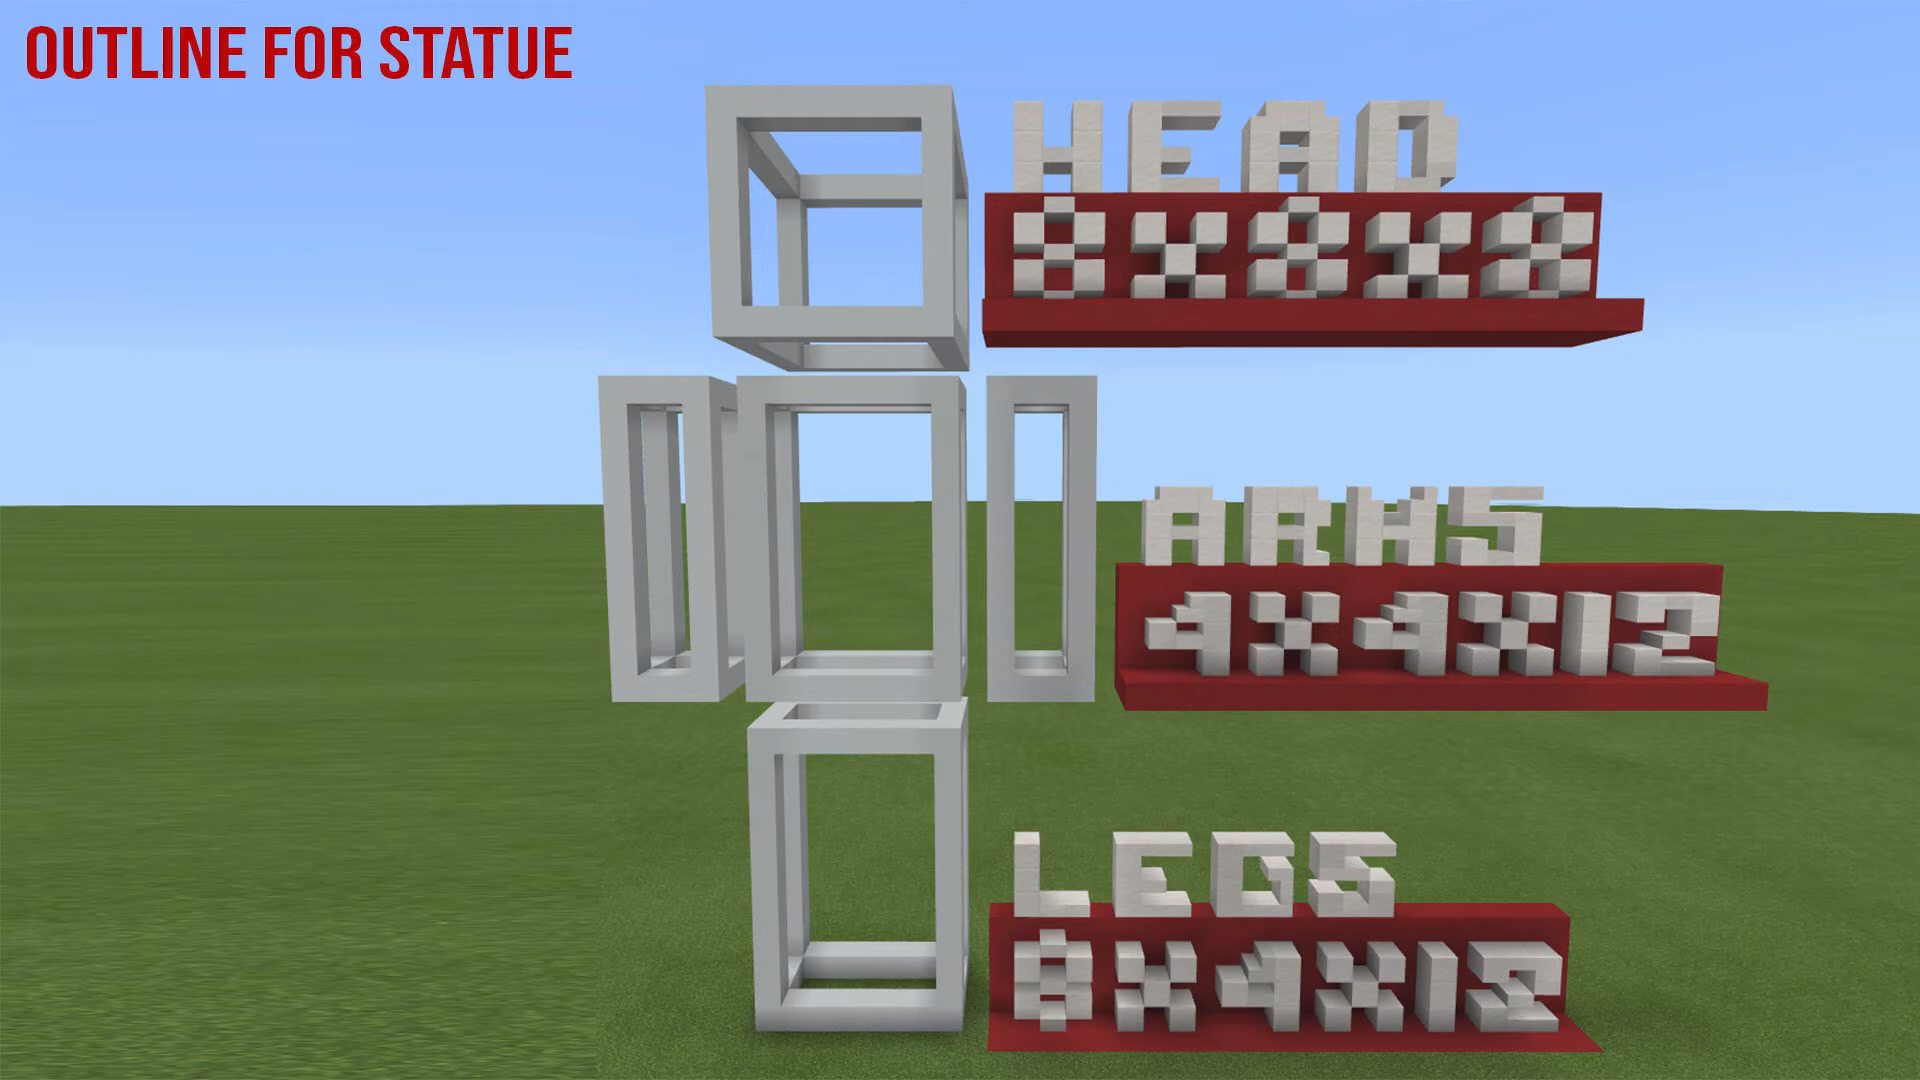 OUTLINE FOR STATUE
HEAD
8x8x8
ARMS
4X4X12
LEGS
8X4X12